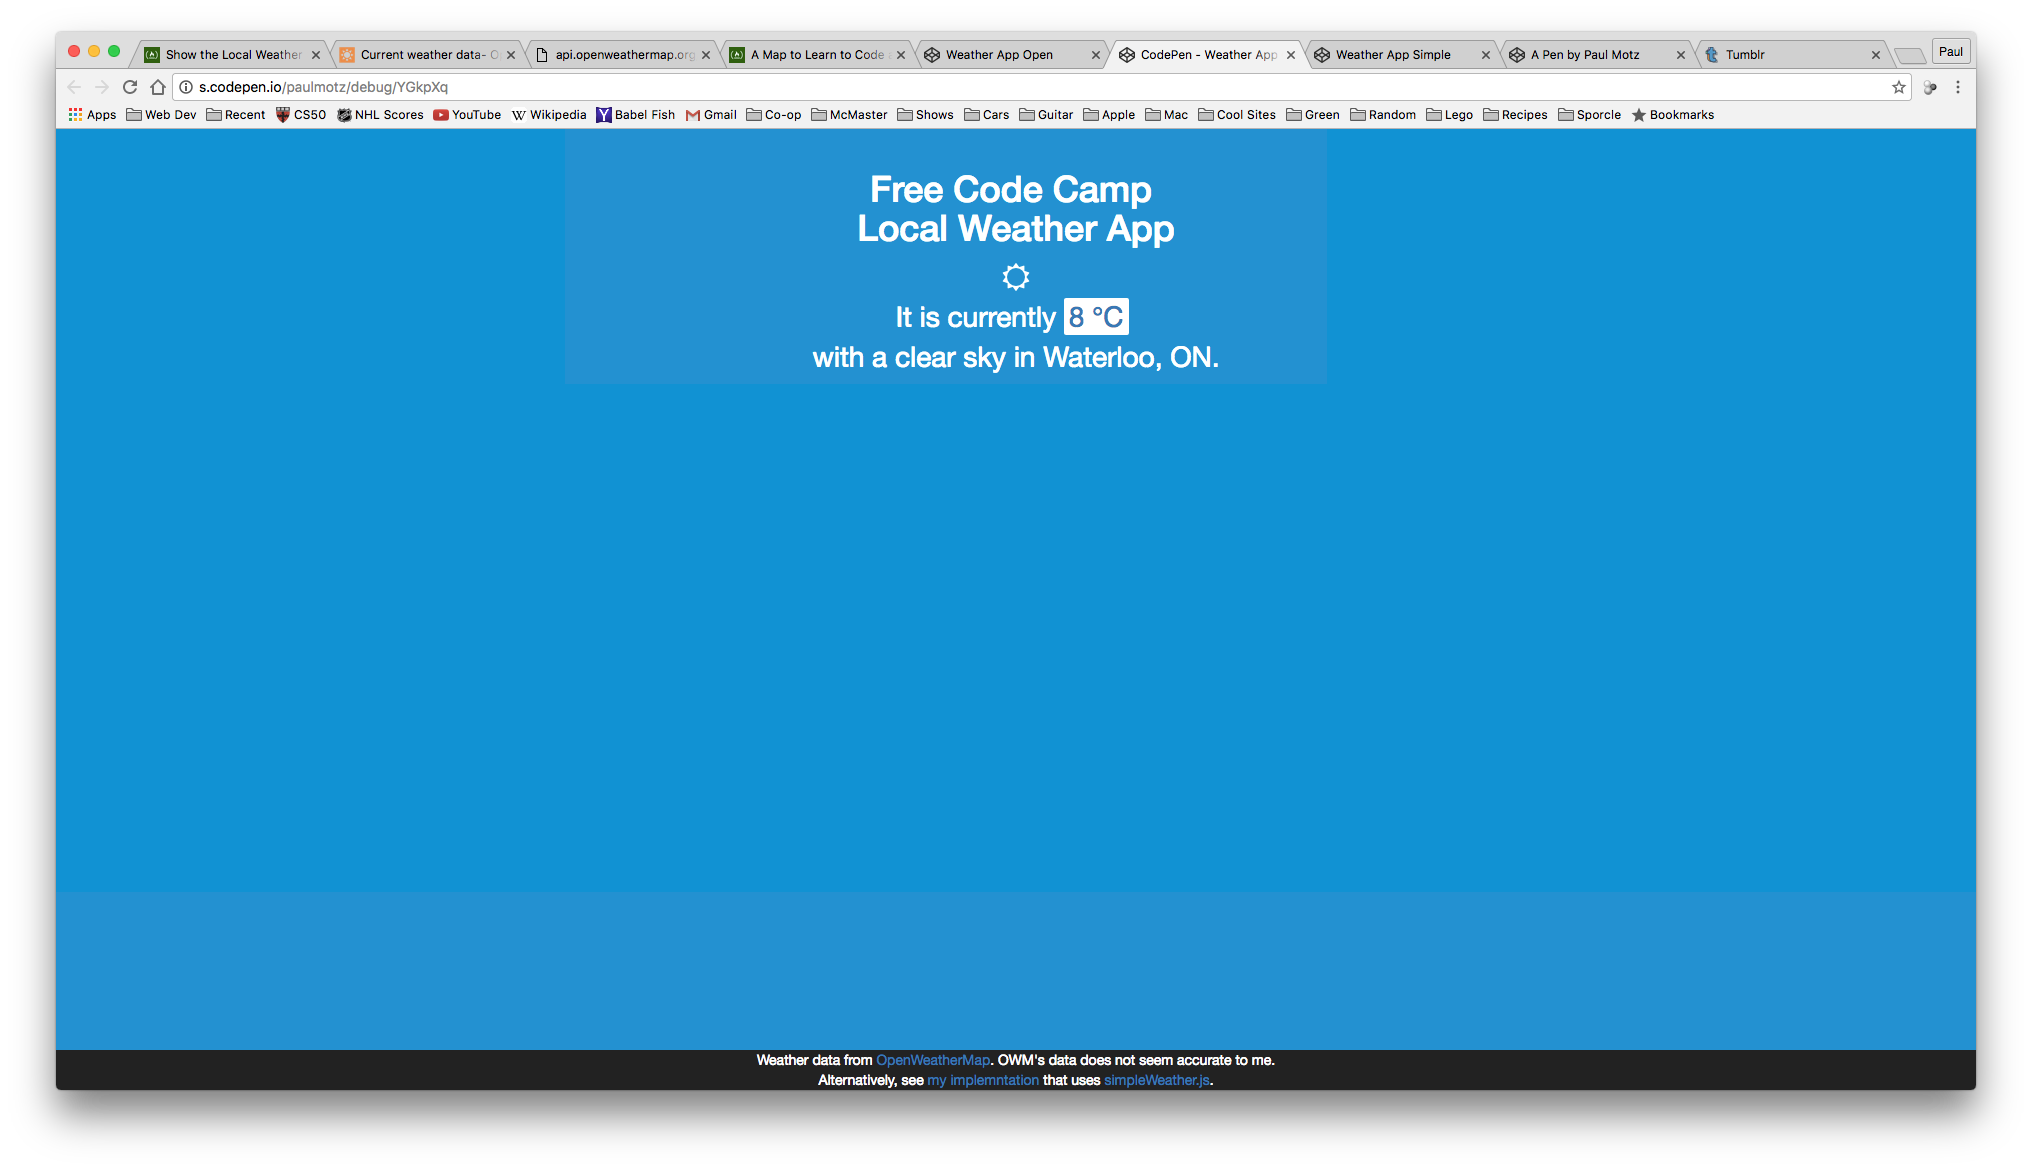 Show the Local Weather
Current weather data- O
api.openweathermap.org
A Map to Learn to Code a
Weather App Open
CodePen - Weather App
Weather App Simple
A Pen by Paul Motz
Tumblr
Paul
s.codepen.io/paulmotz/debug/YGkpXq
Apps Web Dev Recent CS50 NHL Scores YouTube Wikipedia Babel Fish Gmail Co-op McMaster Shows Cars Guitar Apple Mac Cool Sites Green Random Lego Recipes Sporcle Bookmarks
Free Code Camp
Local Weather App
It is currently 8 °C
with a clear sky in Waterloo, ON.
Weather data from OpenWeatherMap. OWM's data does not seem accurate to me.
Alternatively, see my implemntation that uses simpleWeather.js.